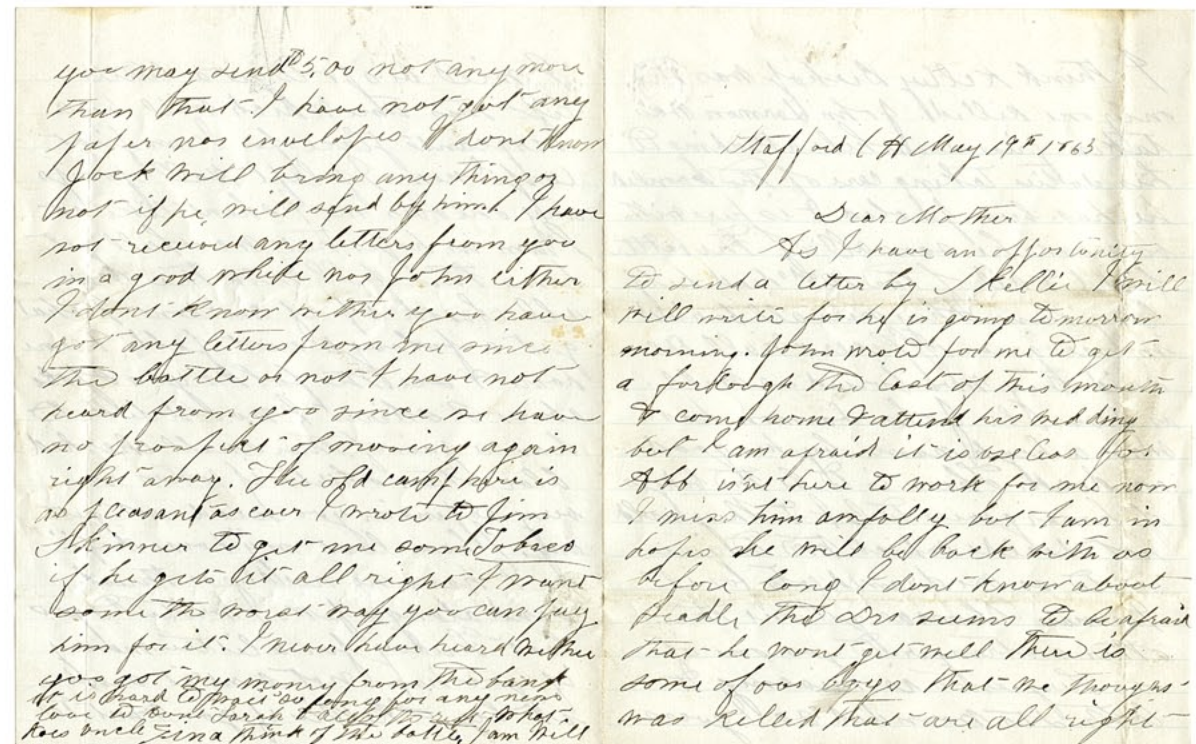 Stafford C H May 19th 1863
Dear Mother
As I have an opportunity
to send a letter by Skellie I will
will write for he is going tomorrow
morning. John wrote for me to get
a forlough the last of this month
& come home & attend his wedding
but I am afraid it is useless for
Abb isnt here to work for me now
I miss him awfully but I am in
hopes he will be back with us
before long I dont know about
Beadle the Drs seems to be afraid
that he wont get well There is
some of our boys that we thought
was killed that are all right
you may send $5.00 not any more
than that. I have not got any
paper nor envelopes I dont know
Jock will bring any thing or
not if he will send by him. I have
not received any letters from you
in a good while nor John either
I dont know wither you have
got any letters from me since
the battle or not I have not
heard from you since we have
no prospect of moving again
right away. The old camp here is
as pleasant as ever I wrote to Jim
Skinner to get me some Tobaco
if he gets it all right I want
some the worst way you can pay
him for it. I never have heard wether
you got my money from the bank
it is hard to wait so long for any news
love to Aunt Sarah &
does uncle think of the battle, I am well